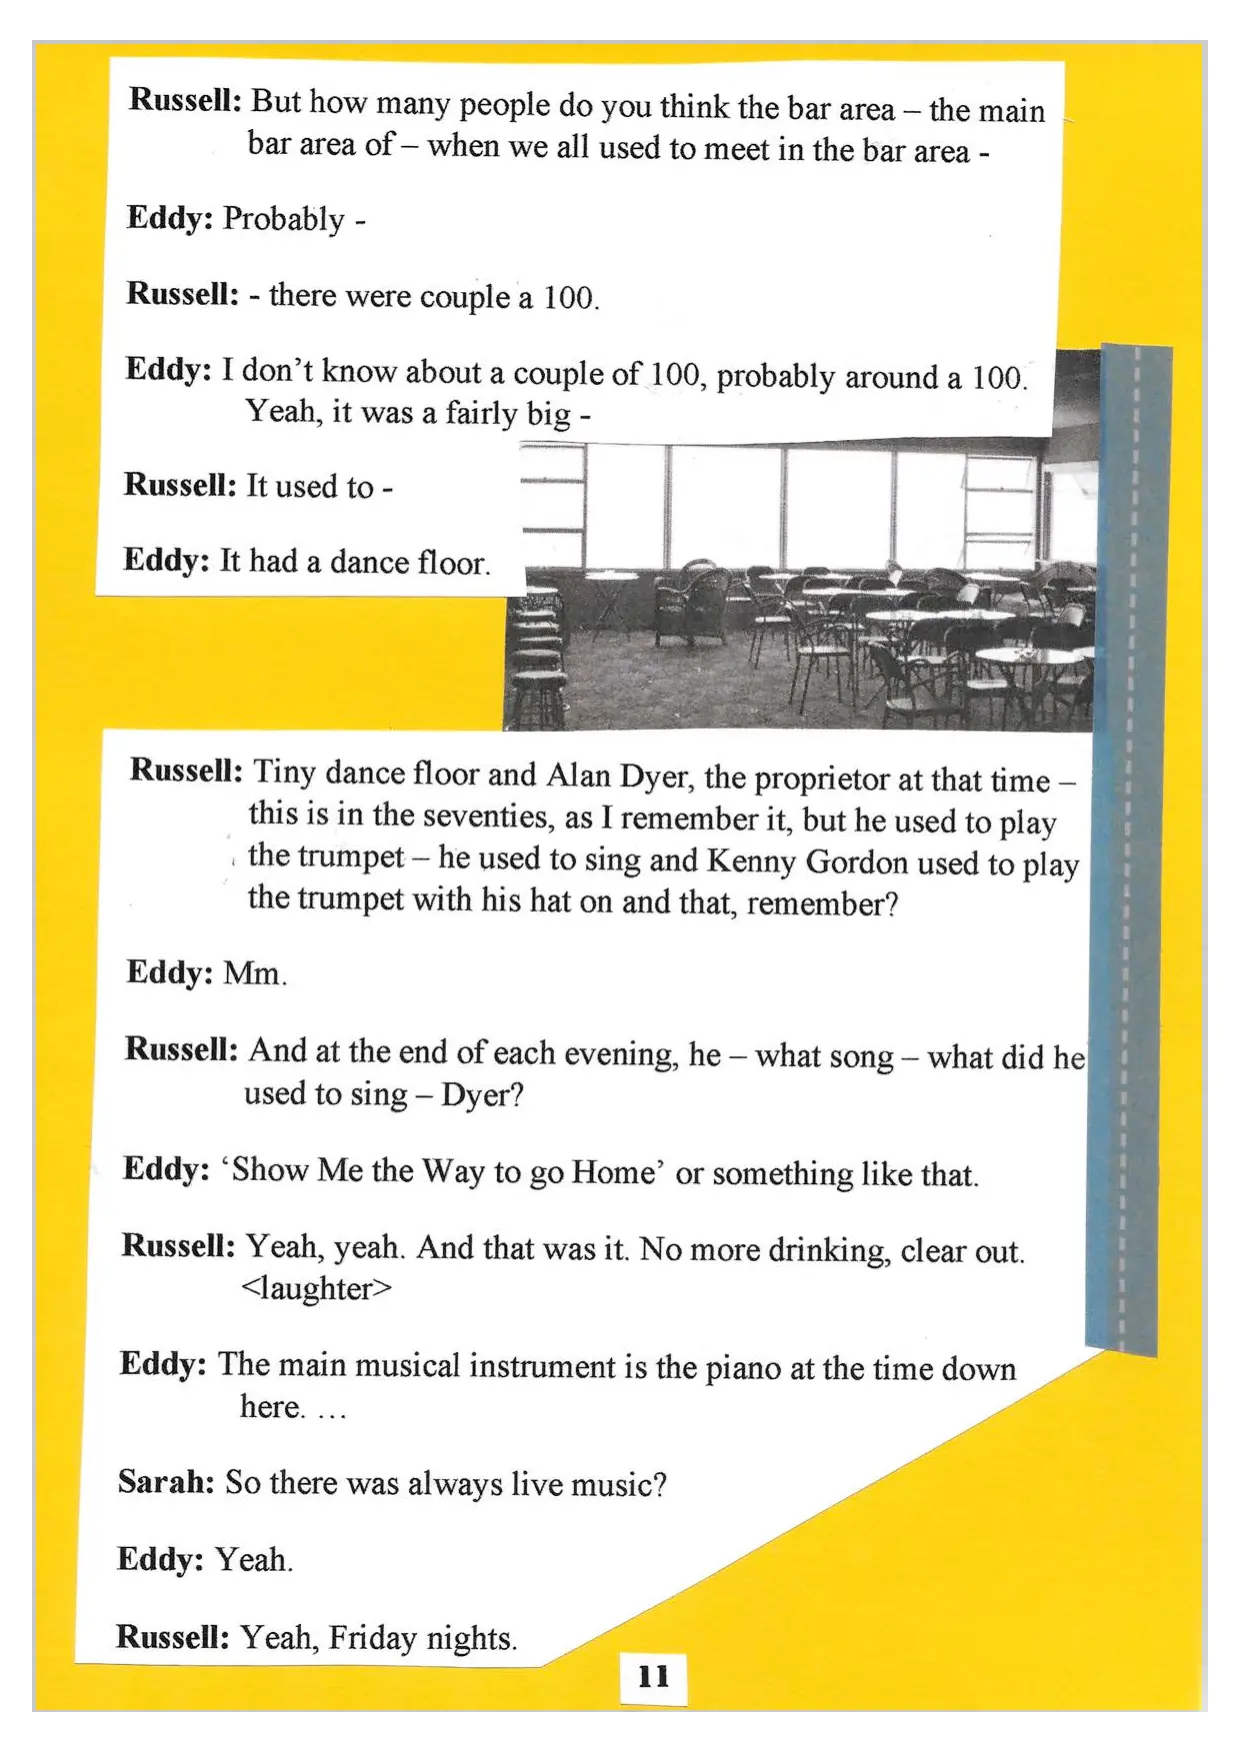 Russell: But how many people do you think the bar area – the main
bar area of – when we all used to meet in the bar area -
Eddy: Probably -
Russell: - there were couple a 100.
Eddy: I don’t know about a couple of 100, probably around a 100.
Yeah, it was a fairly big -
Russell: It used to -
Eddy: It had a dance floor.
Russell: Tiny dance floor and Alan Dyer, the proprietor at that time –
this is in the seventies, as I remember it, but he used to play
the trumpet – he used to sing and Kenny Gordon used to play
the trumpet with his hat on and that, remember?
Eddy: Mm.
Russell: And at the end of each evening, he – what song – what did he
used to sing – Dyer?
Eddy: ‘Show Me the Way to go Home’ or something like that.
Russell: Yeah, yeah. And that was it. No more drinking, clear out.
<laughter>
Eddy: The main musical instrument is the piano at the time down
here. …
Sarah: So there was always live music?
Eddy: Yeah.
Russell: Yeah, Friday nights.
11